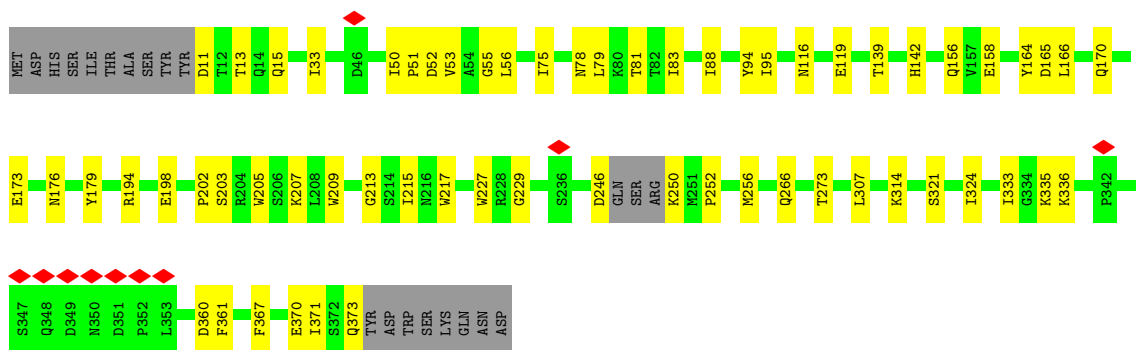 MET ASP HIS SER ILE THR ALA SER TYR TYR D11 T12 T13 Q14 Q15 I33 D46 I50 P51 D52 V53 A54 G55 L56 I75 N78 L79 K80 T81 T82 I83 I88 Y94 I95 N116 E119 T139 H142 Q156 V157 E158 Y164 D165 L166 Q170
E173 N176 Y179 R194 E198 P202 S203 R204 W205 S206 K207 L208 W209 G213 S214 I215 N216 W217 W227 R228 G229 S236 D246 GLN SER ARG K250 M251 P252 M256 Q266 T273 L307 K314 S321 I324 I333 G334 K335 K336 P342
S347 Q348 D349 N350 D351 P352 L353 D360 F361 F367 E370 I371 S372 Q373 TYR ASP TRP SER LYS GLN ASN ASP